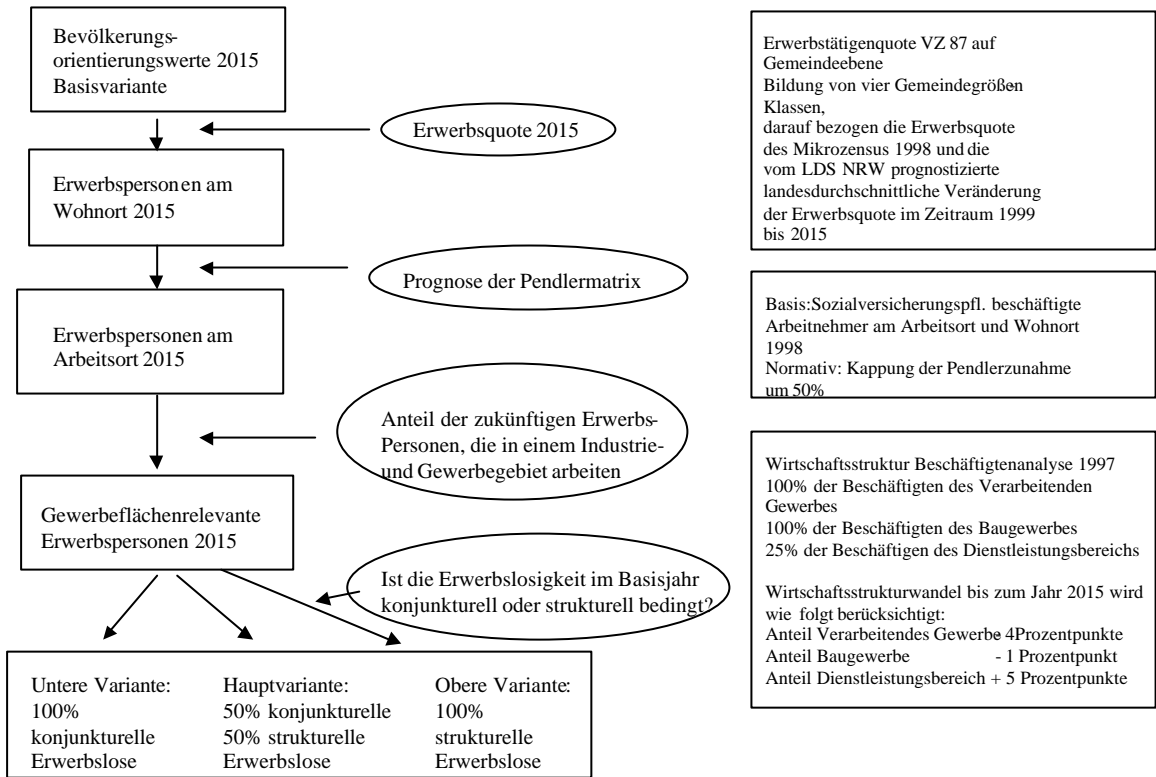 Bevölkerungs-
orientierungswerte 2015
Basisvariante
Erwerbsquote 2015
Erwerbspersonen am
Wohnort 2015
Prognose der Pendlermatrix
Erwerbspersonen am
Arbeitsort 2015
Anteil der zukünftigen Erwerbs-
Personen, die in einem Industrie-
und Gewerbegebiet arbeiten
Gewerbeflächenrelevante
Erwerbspersonen 2015
Ist die Erwerbslosigkeit im Basisjahr
konjunkturell oder strukturell bedingt?
Untere Variante:
100%
konjunkturelle
Erwerbslose
Hauptvariante:
50% konjunkturelle
50% strukturelle
Erwerbslose
Obere Variante:
100%
strukturelle
Erwerbslose
Erwerbstätigenquote VZ 87 auf
Gemeindeebene
Bildung von vier Gemeindegrößen-
Klassen,
darauf bezogen die Erwerbsquote
des Mikrozensus 1998 und die
vom LDS NRW prognostizierte
landesdurchschnittliche Veränderung
der Erwerbsquote im Zeitraum 1999
bis 2015
Basis:Sozialversicherungspfl. beschäftigte
Arbeitnehmer am Arbeitsort und Wohnort
1998
Normativ: Kappung der Pendlerzunahme
um 50%
Wirtschaftsstruktur Beschäftigtenanalyse 1997
100% der Beschäftigten des Verarbeitenden
Gewerbes
100% der Beschäftigten des Baugewerbes
25% der Beschäftigen des Dienstleistungsbereichs
Wirtschaftsstrukturwandel bis zum Jahr 2015 wird
wie folgt berücksichtigt:
Anteil Verarbeitendes Gewerbe - 4Prozentpunkte
Anteil Baugewerbe - 1 Prozentpunkt
Anteil Dienstleistungsbereich + 5 Prozentpunkte